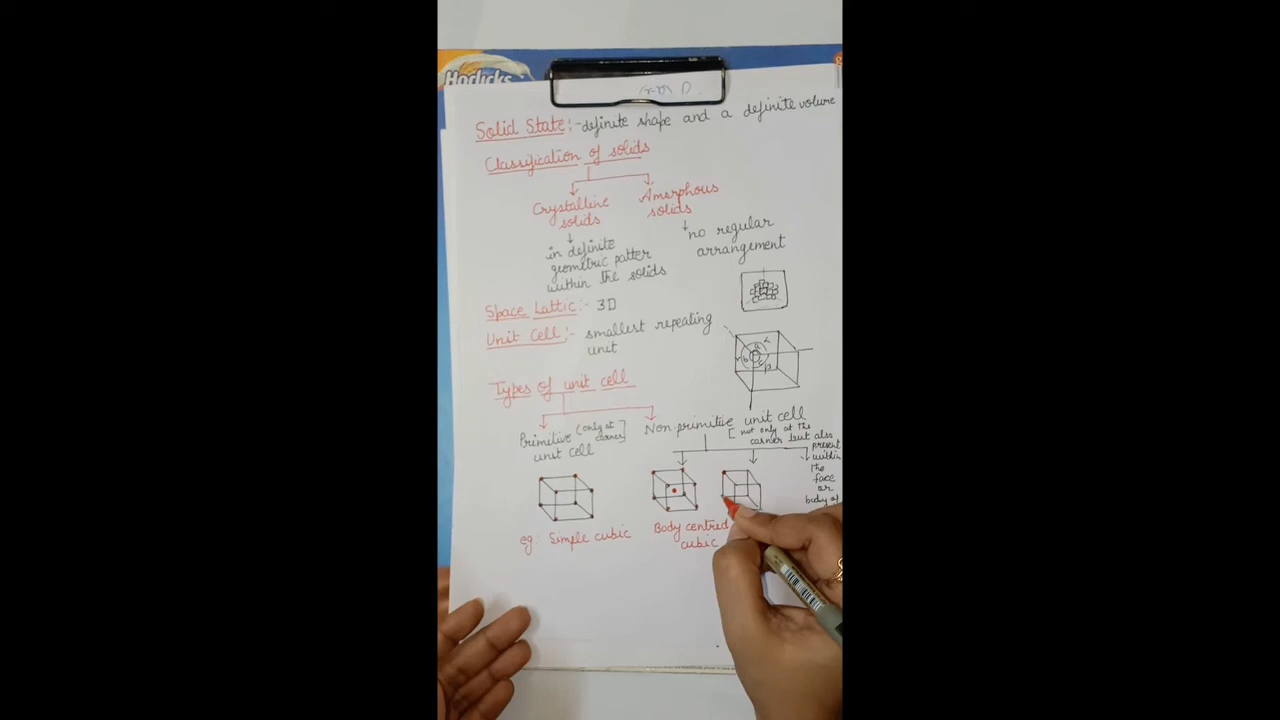 Horlicks
Solid State:- definite shape and a definite volume
Classification of solids
Crystalline
solids
Amorphous
solids
in definite
geometric patter
within the solids
no regular
arrangement
Space Lattic:- 3D
Unit Cell:- smallest repeating
unit
Types of unit cell
Primitive (only at
corner]
unit cell
Non primitive unit cell
[ not only at the
corner but also
present
within
the
face
or
body of
eg: Simple cubic
Body centred
cubic